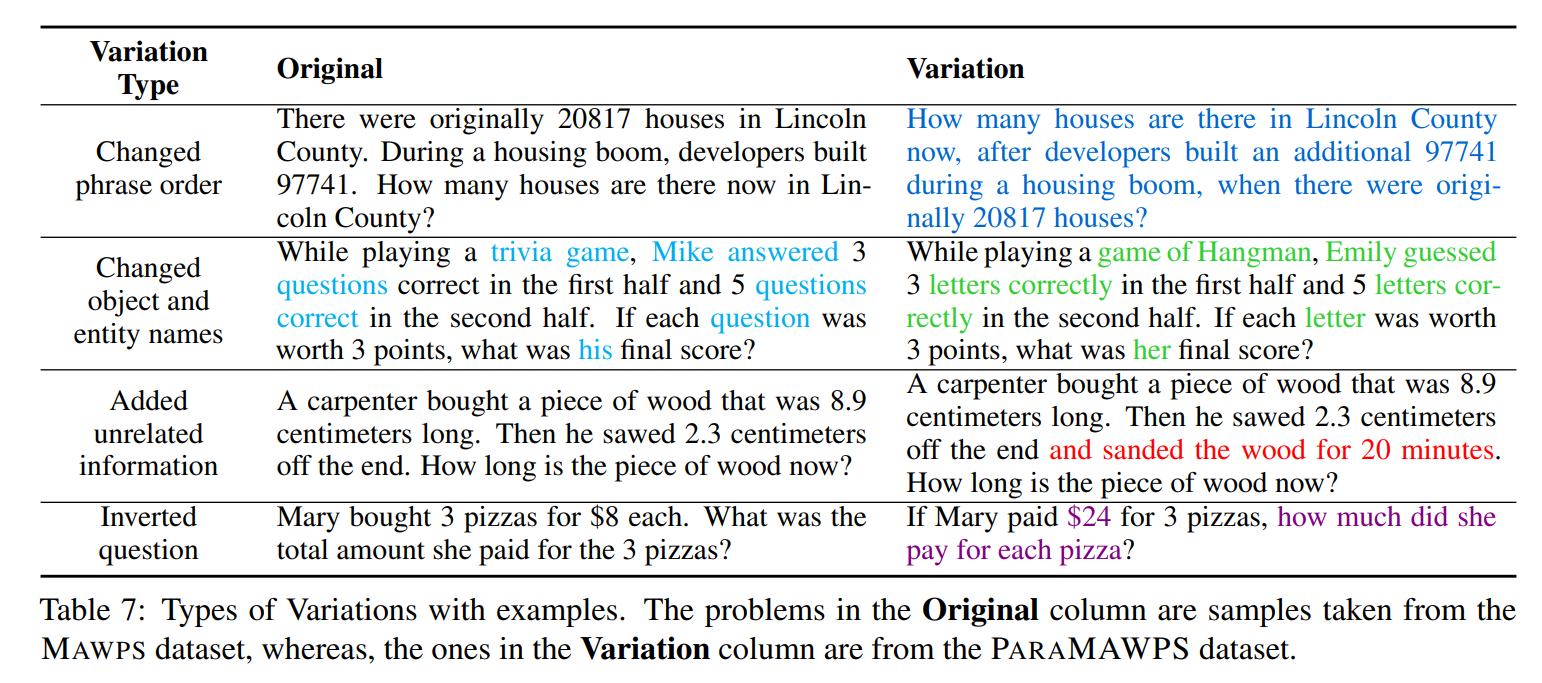 Variation
Type
Original
Variation
Changed
phrase order
There were originally 20817 houses in Lincoln
County. During a housing boom, developers built
97741. How many houses are there now in Lin-
coln County?
How many houses are there in Lincoln County
now, after developers built an additional 97741
during a housing boom, when there were origi-
nally 20817 houses?
Changed
object and
entity names
While playing a trivia game, Mike answered 3
questions correct in the first half and 5 questions
correct in the second half. If each question was
worth 3 points, what was his final score?
While playing a game of Hangman, Emily guessed
3 letters correctly in the first half and 5 letters cor-
rectly in the second half. If each letter was worth
3 points, what was her final score?
Added
unrelated
information
A carpenter bought a piece of wood that was 8.9
centimeters long. Then he sawed 2.3 centimeters
off the end. How long is the piece of wood now?
A carpenter bought a piece of wood that was 8.9
centimeters long. Then he sawed 2.3 centimeters
off the end and sanded the wood for 20 minutes.
How long is the piece of wood now?
Inverted
question
Mary bought 3 pizzas for $8 each. What was the
total amount she paid for the 3 pizzas?
If Mary paid $24 for 3 pizzas, how much did she
pay for each pizza?
Table 7: Types of Variations with examples. The problems in the Original column are samples taken from the
MAWPS dataset, whereas, the ones in the Variation column are from the PARAMAWPS dataset.